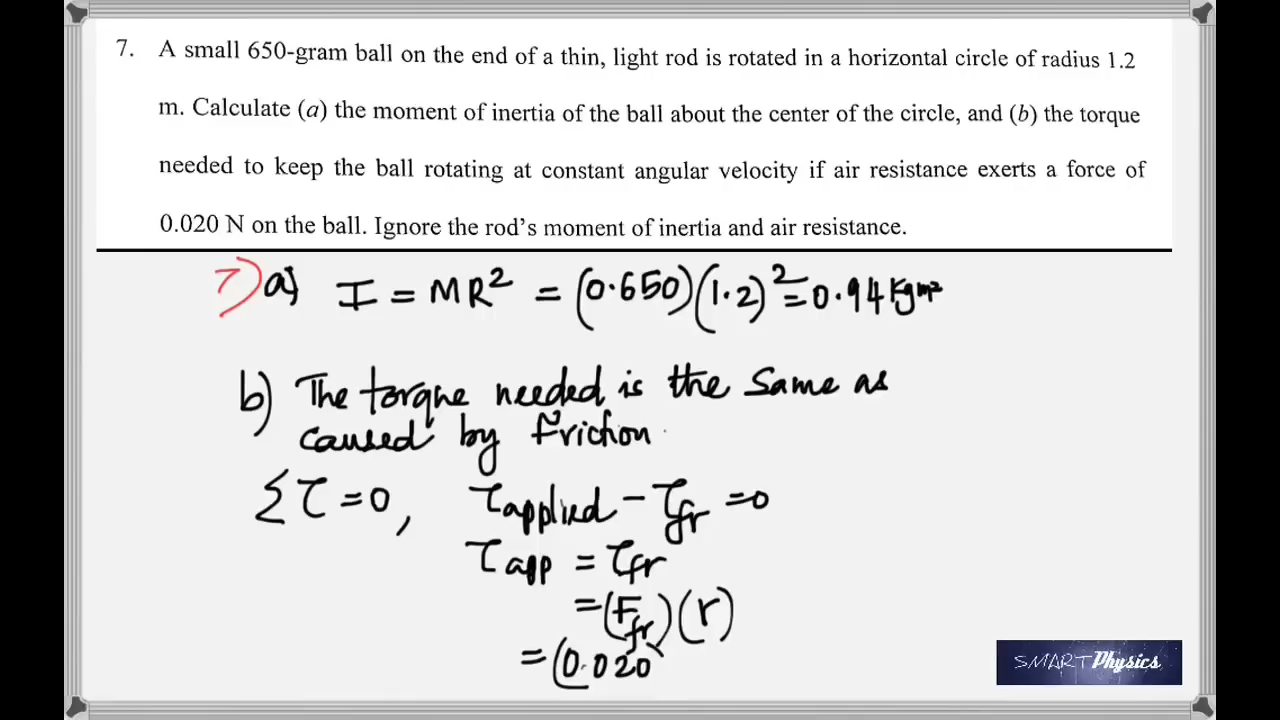 7. A small 650-gram ball on the end of a thin, light rod is rotated in a horizontal circle of radius 1.2
m. Calculate (a) the moment of inertia of the ball about the center of the circle, and (b) the torque
needed to keep the ball rotating at constant angular velocity if air resistance exerts a force of
0.020 N on the ball. Ignore the rod's moment of inertia and air resistance.
7) a) I = MR² = (0.650)(1.2)² = 0.94 kgm²
b) The torque needed is the same as
caused by friction
Στ = 0, τapplied - τfr = 0
τapp = τfr
= (Ffr)(r)
= (0.020
SMART Physics